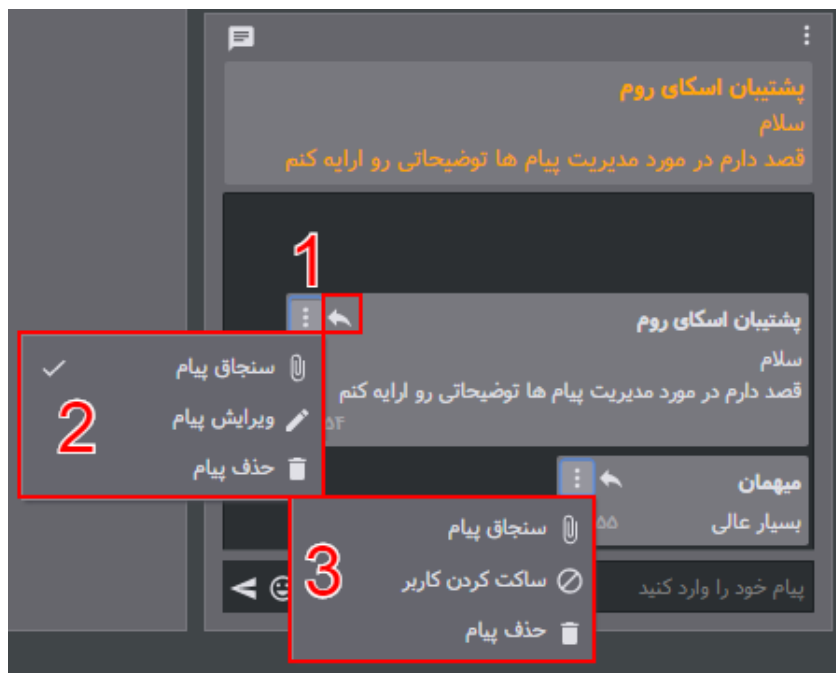 پشتیبان اسکای روم
سلام
قصد دارم در مورد مدیریت پیام ها توضیحاتی رو ارایه کنم
1
پشتیبان اسکای روم
سلام
قصد دارم در مورد مدیریت پیام ها توضیحاتی رو ارایه کنم
۵۴
سنجاق پیام
ویرایش پیام
حذف پیام
2
میهمان
بسیار عالی
۵۵
سنجاق پیام
ساکت کردن کاربر
حذف پیام
3
پیام خود را وارد کنید